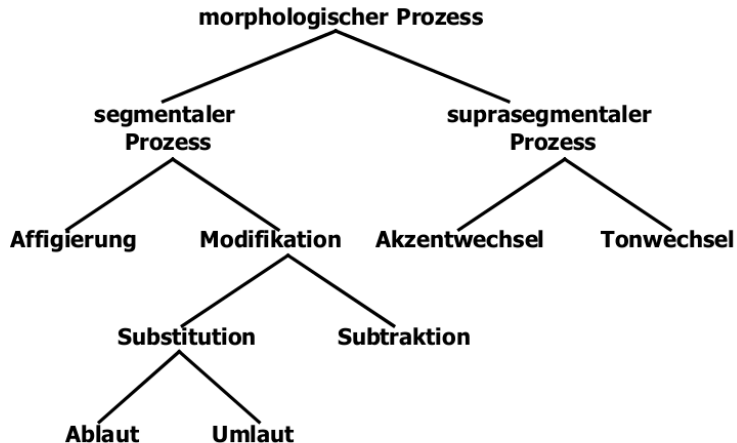 morphologischer Prozess
segmentaler
Prozess
suprasegmentaler
Prozess
Affigierung
Modifikation
Akzentwechsel
Tonwechsel
Substitution
Subtraktion
Ablaut
Umlaut